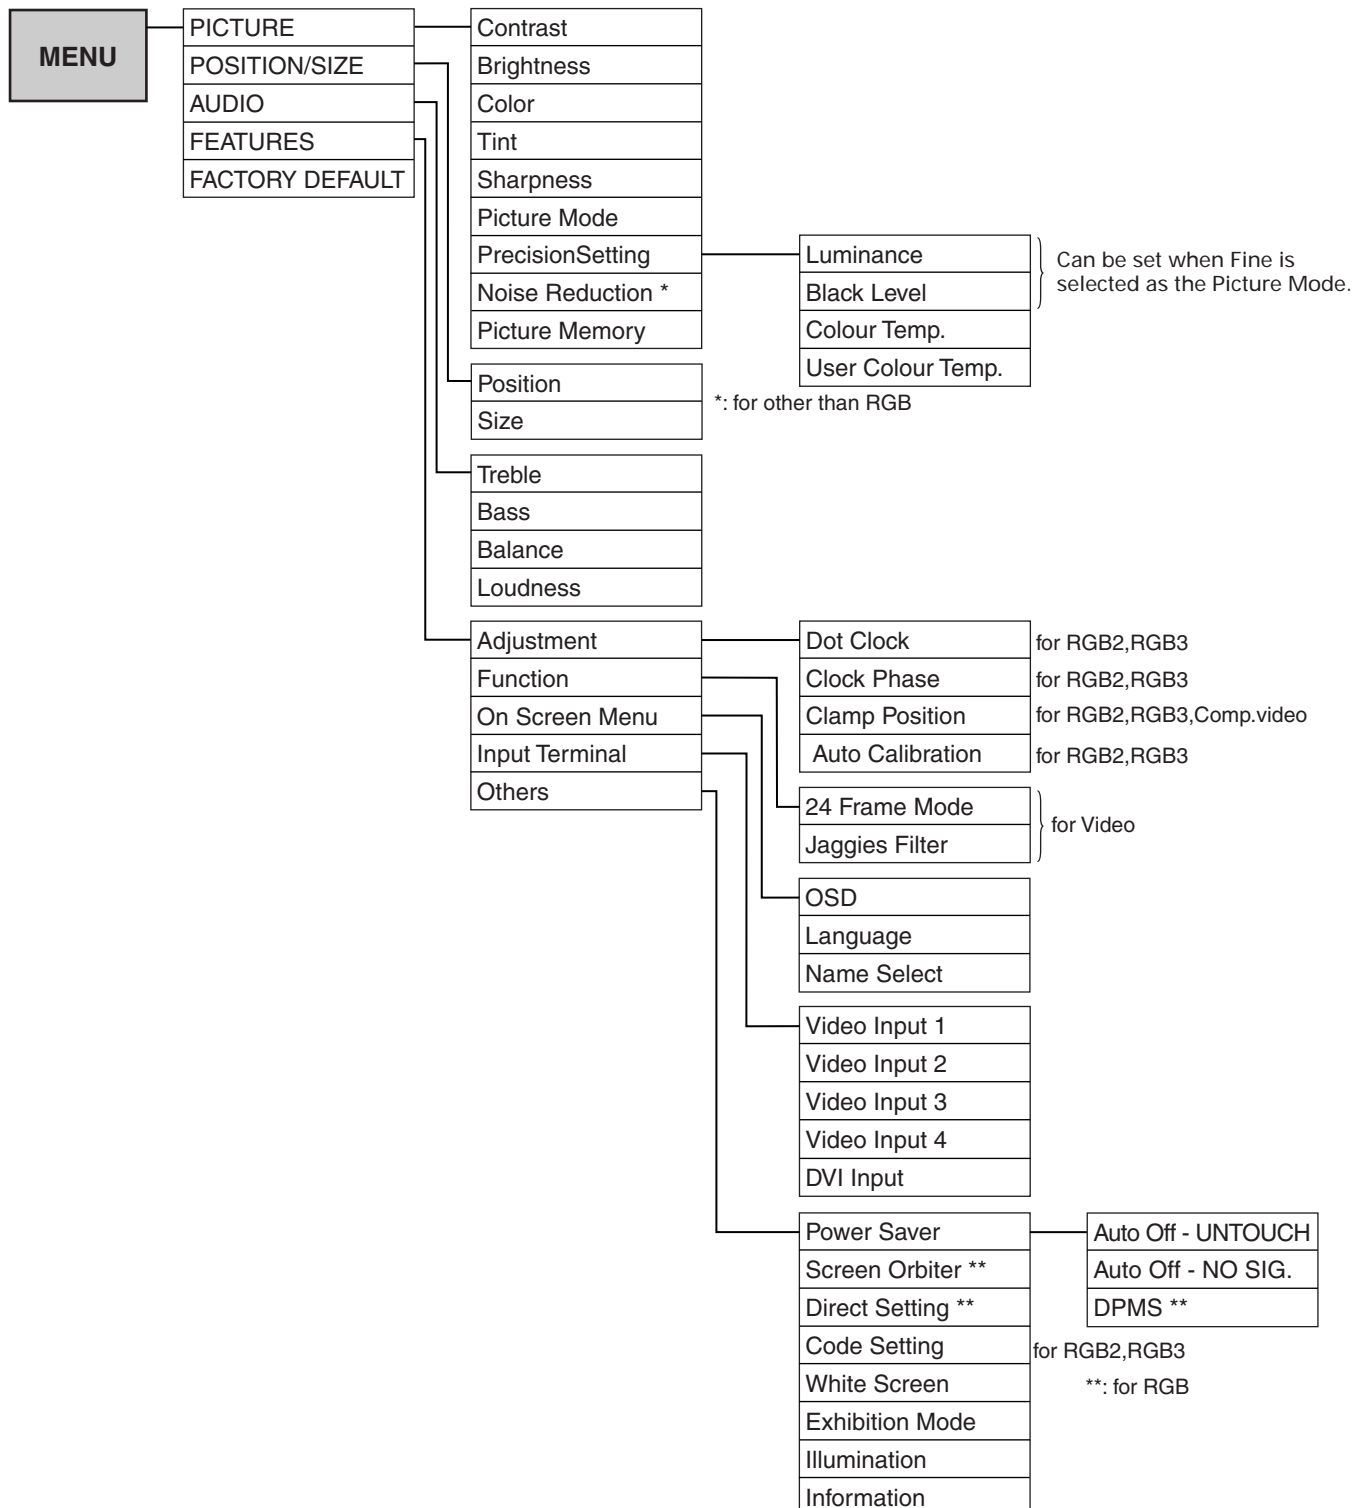 MENU
PICTURE
POSITION/SIZE
AUDIO
FEATURES
FACTORY DEFAULT
Contrast
Brightness
Color
Tint
Sharpness
Picture Mode
PrecisionSetting
Noise Reduction *
Picture Memory
Luminance
Black Level
Colour Temp.
User Colour Temp.
Can be set when Fine is
selected as the Picture Mode.
*: for other than RGB
Position
Size
Treble
Bass
Balance
Loudness
Adjustment
Function
On Screen Menu
Input Terminal
Others
Dot Clock
for RGB2,RGB3
Clock Phase
for RGB2,RGB3
Clamp Position
for RGB2,RGB3,Comp.video
Auto Calibration
for RGB2,RGB3
24 Frame Mode
Jaggies Filter
for Video
OSD
Language
Name Select
Video Input 1
Video Input 2
Video Input 3
Video Input 4
DVI Input
Power Saver
Screen Orbiter **
Direct Setting **
Code Setting
for RGB2,RGB3
White Screen
Exhibition Mode
Illumination
Information
Auto Off - UNTOUCH
Auto Off - NO SIG.
DPMS **
**: for RGB